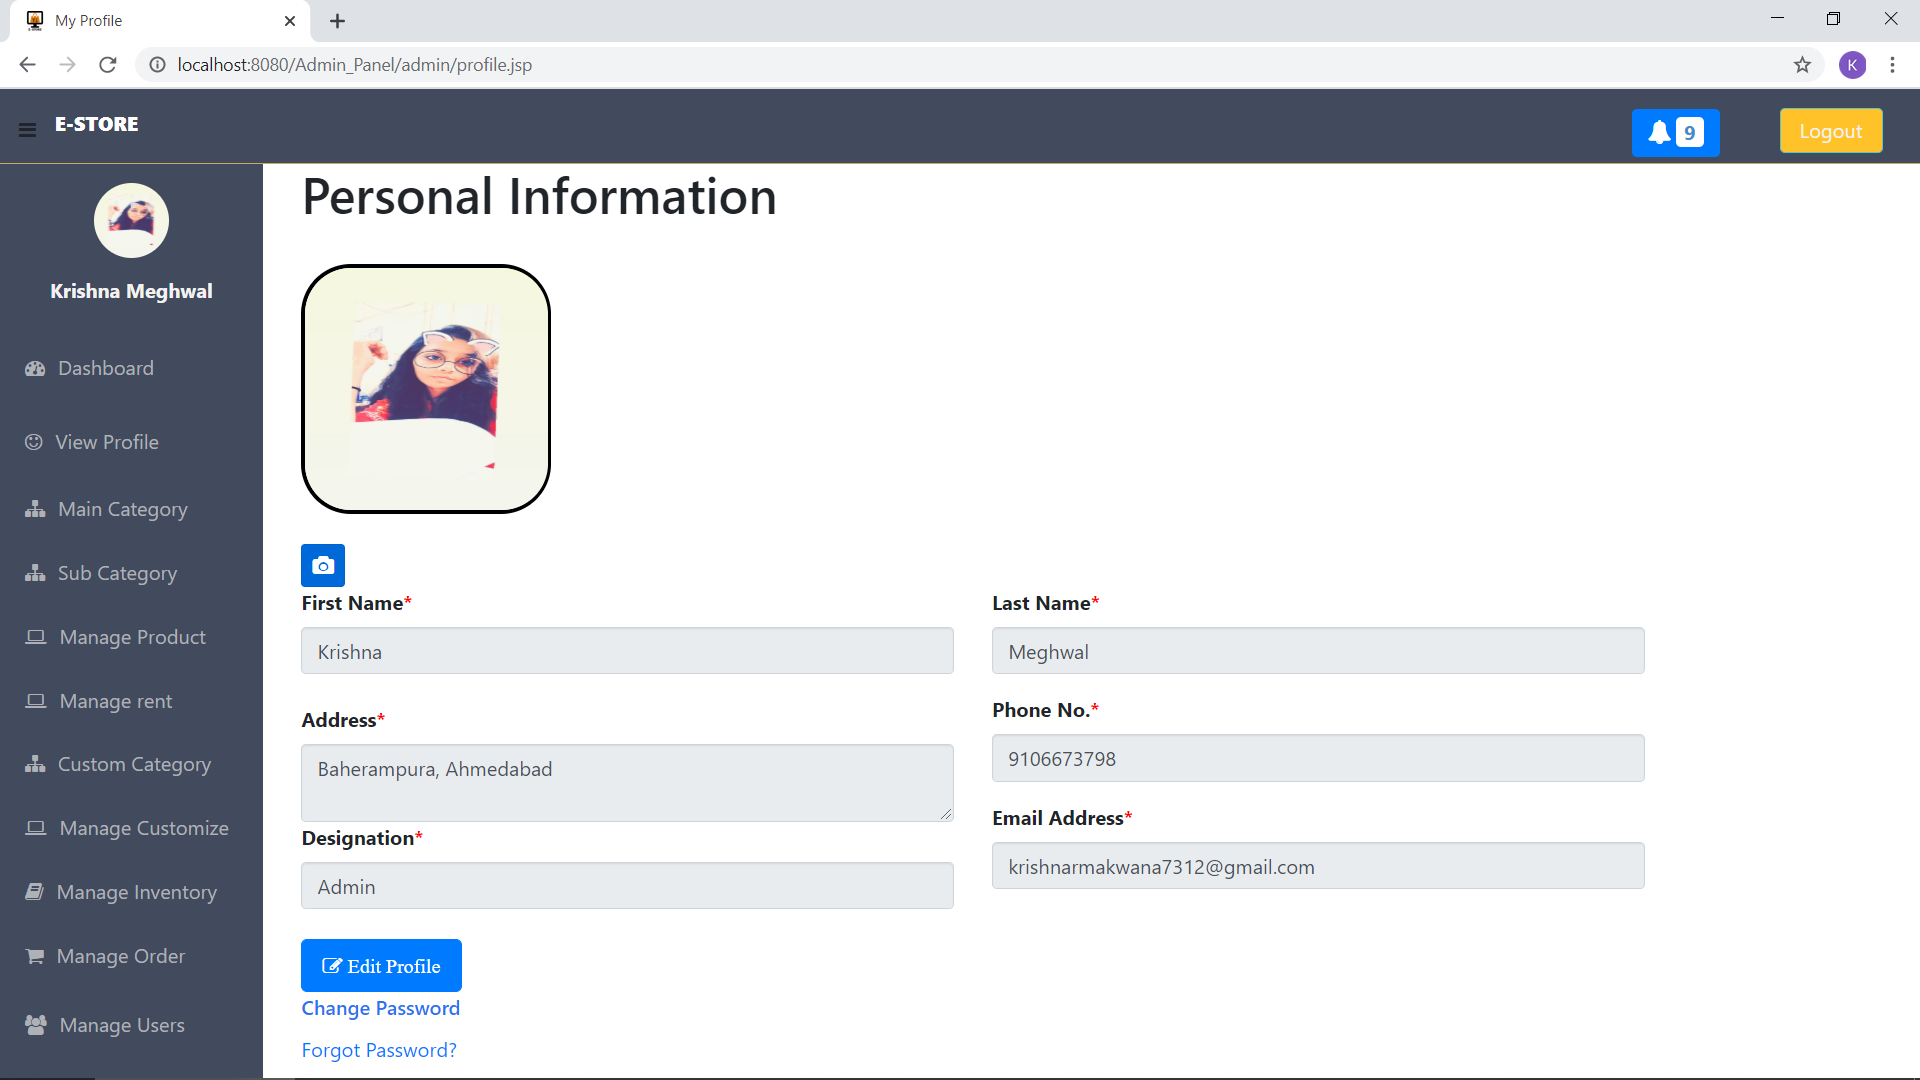 My Profile
localhost:8080/Admin_Panel/admin/profile.jsp
K
E-STORE
9
Logout
Krishna Meghwal
Dashboard
View Profile
Main Category
Sub Category
Manage Product
Manage rent
Custom Category
Manage Customize
Manage Inventory
Manage Order
Manage Users
Personal Information
First Name*
Krishna
Last Name*
Meghwal
Address*
Baherampura, Ahmedabad
Phone No.*
9106673798
Designation*
Admin
Email Address*
krishnarmakwana7312@gmail.com
Edit Profile
Change Password
Forgot Password?